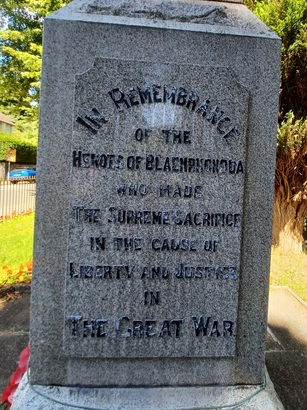 In Remembrance
of the
Heroes of Blaenrhondda
who made
The Supreme Sacrifice
in the cause of
Liberty and Justice
in
The Great War.